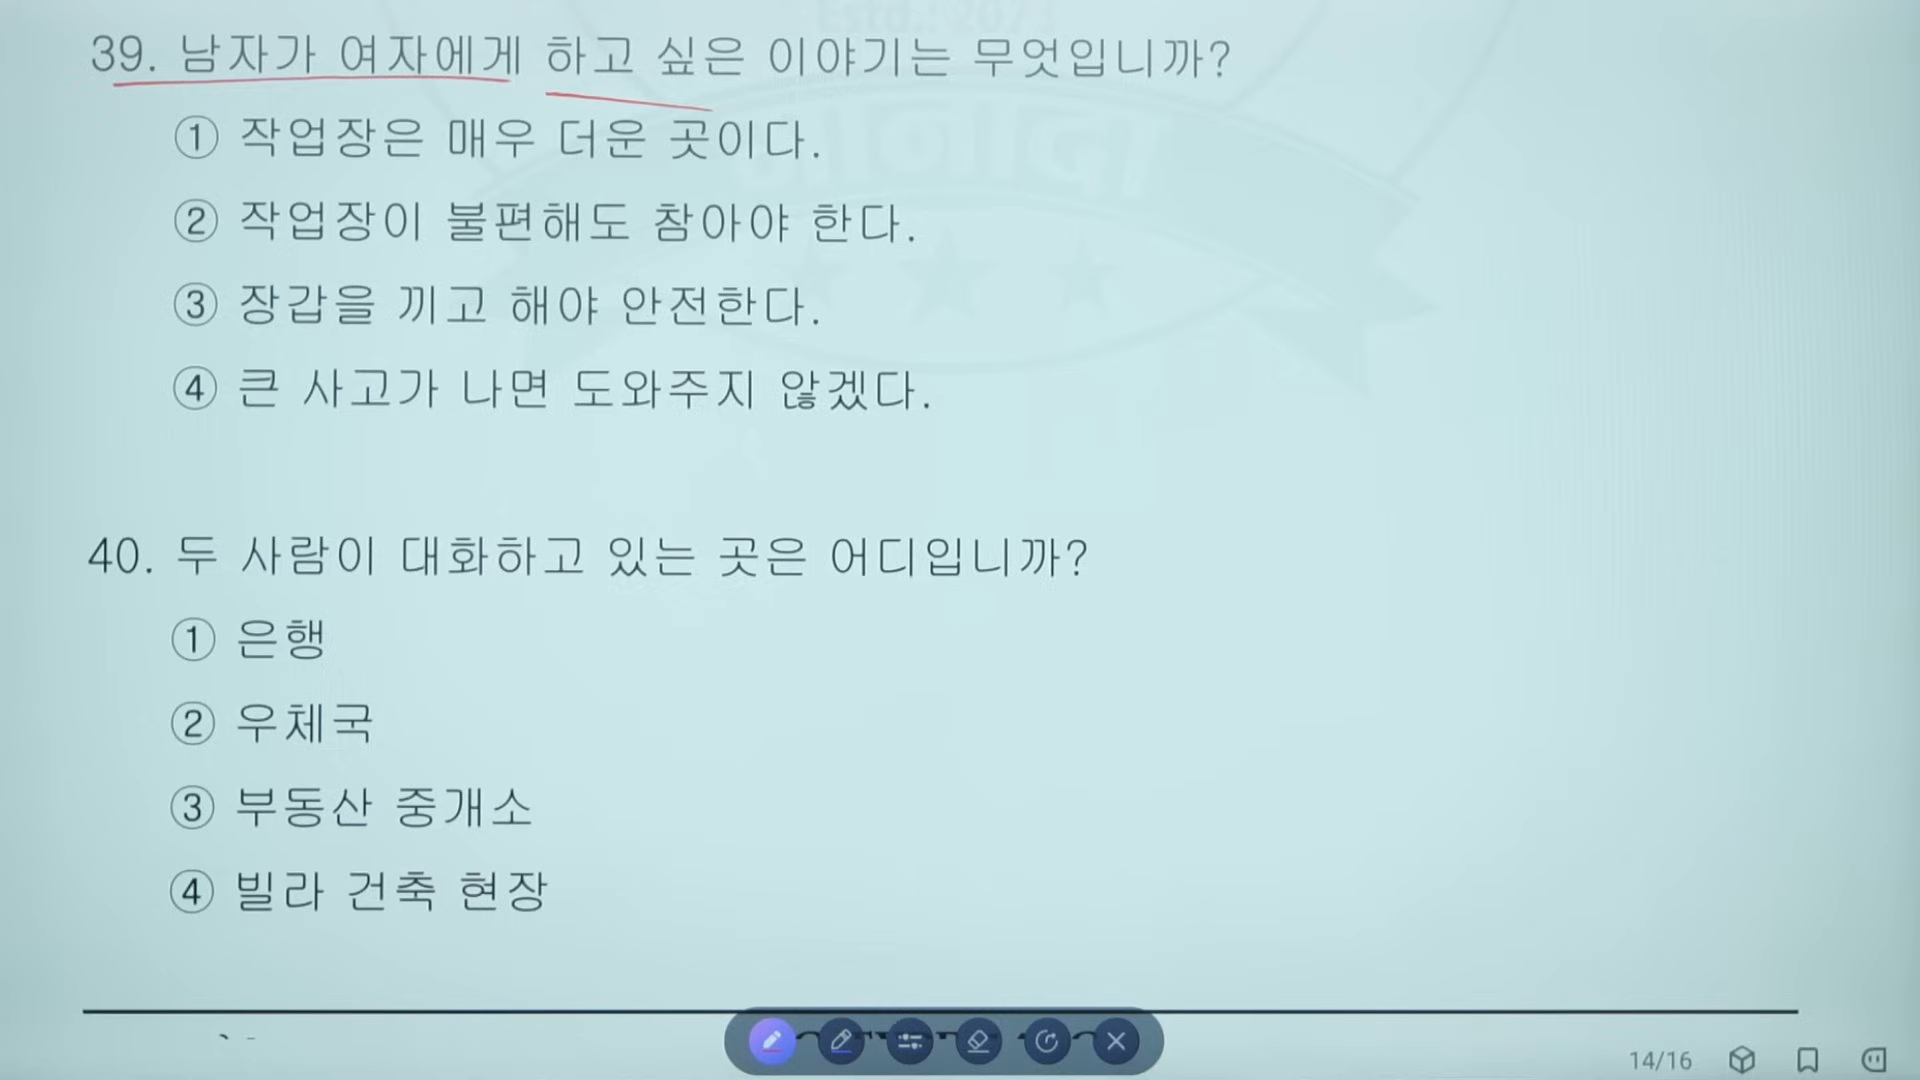 39. 남자가 여자에게 하고 싶은 이야기는 무엇입니까?
① 작업장은 매우 더운 곳이다.
② 작업장이 불편해도 참아야 한다.
③ 장갑을 끼고 해야 안전한다.
④ 큰 사고가 나면 도와주지 않겠다.
40. 두 사람이 대화하고 있는 곳은 어디입니까?
① 은행
② 우체국
③ 부동산 중개소
④ 빌라 건축 현장
14/16